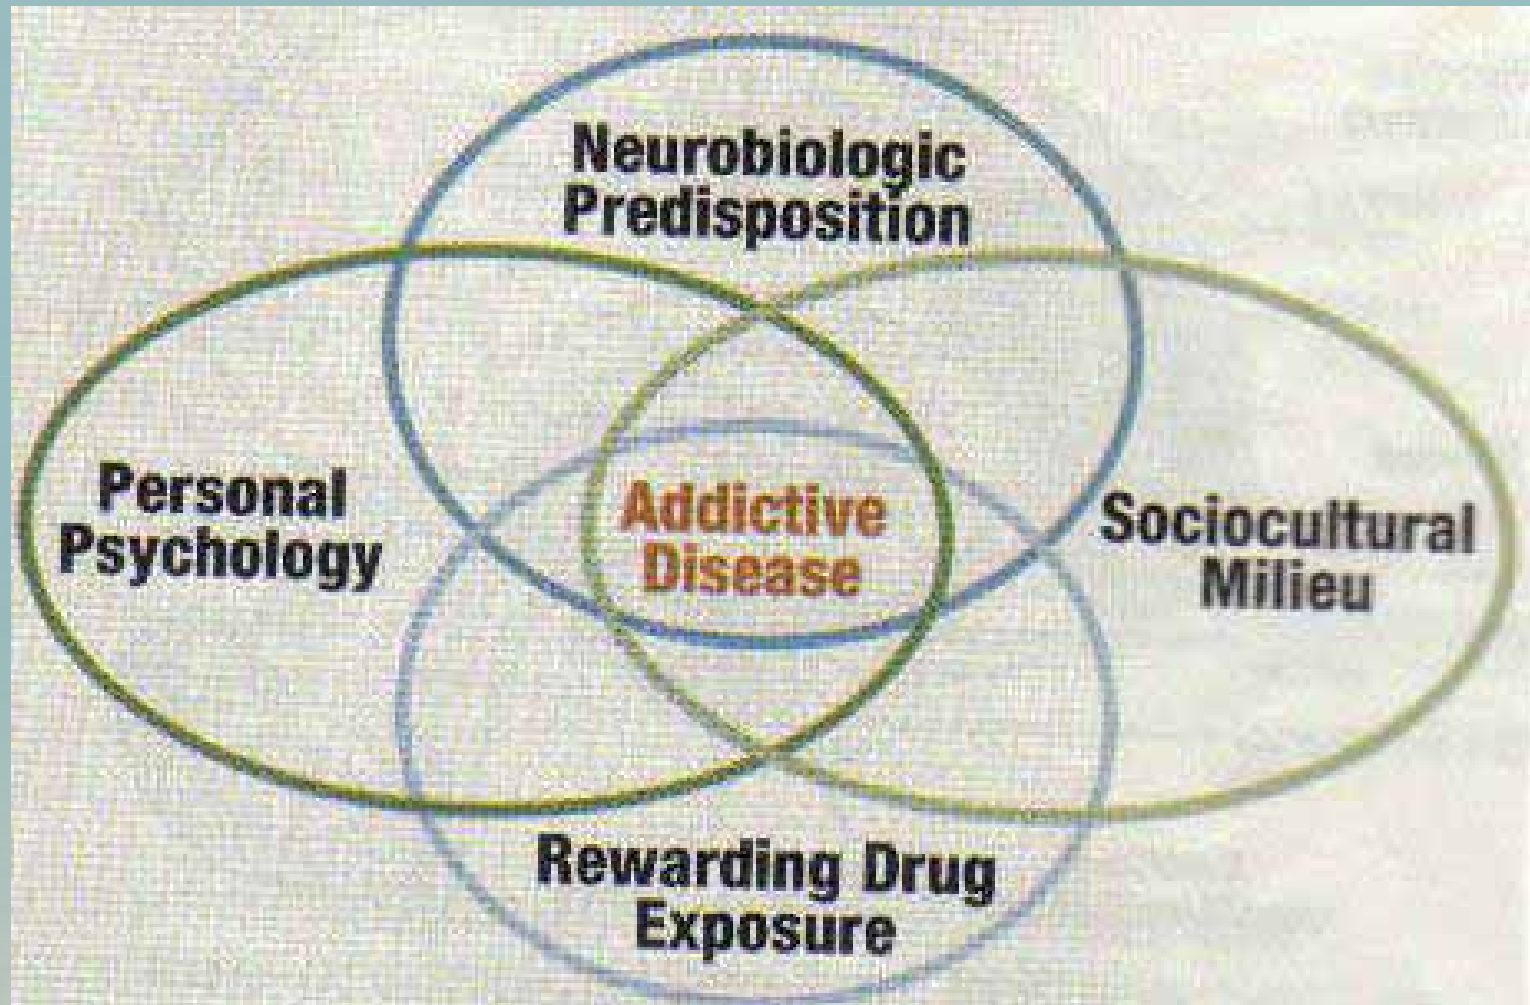 Neurobiologic
Predisposition
Personal
Psychology
Addictive
Disease
Sociocultural
Milieu
Rewarding Drug
Exposure